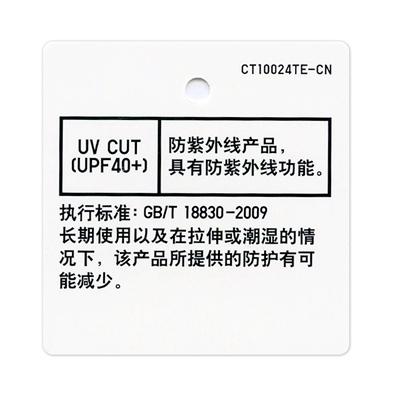 CT10024TE-CN
UV CUT
(UPF40+)
防紫外线产品，
具有防紫外线功能。
执行标准：GB/T 18830-2009
长期使用以及在拉伸或潮湿的情
况下，该产品所提供的防护有可
能减少。